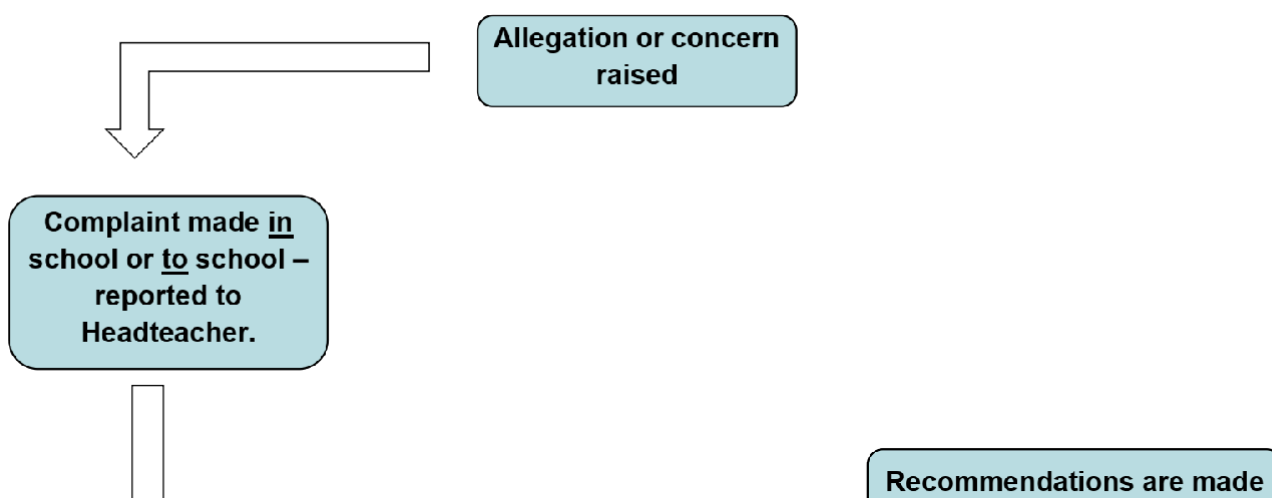 Allegation or concern
raised
Complaint made in
school or to school –
reported to
Headteacher.
Recommendations are made